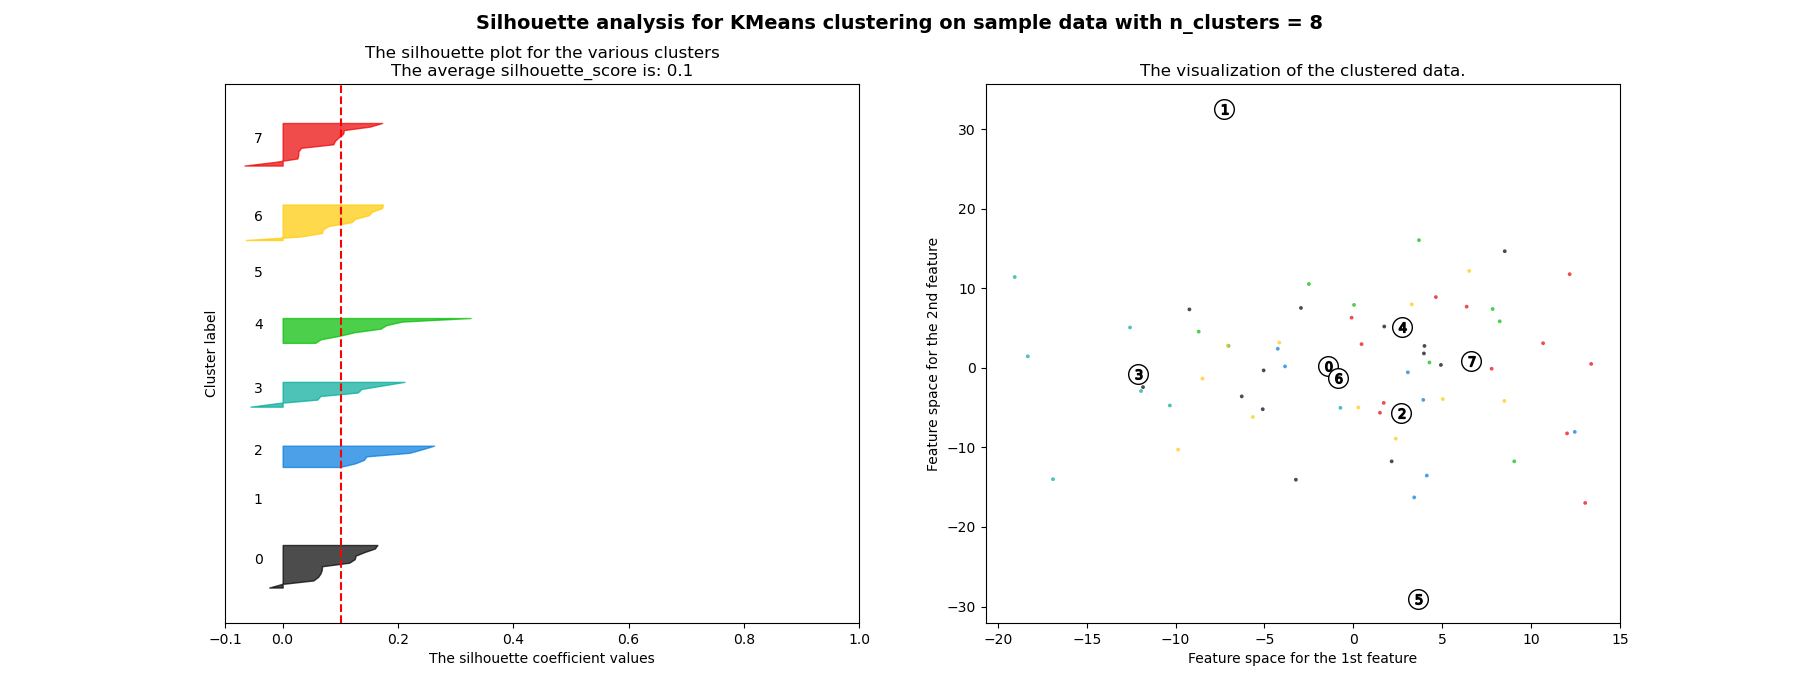 Silhouette analysis for KMeans clustering on sample data with n_clusters = 8
The silhouette plot for the various clusters
The average silhouette_score is: 0.1
7
6
5
4
3
2
1
0
Cluster label
−0.1 0.0 0.2 0.4 0.6 0.8 1.0
The silhouette coefficient values
The visualization of the clustered data.
30
20
10
0
−10
−20
−30
Feature space for the 2nd feature
1
4
0
7
3
6
2
5
−20 −15 −10 −5 0 5 10 15
Feature space for the 1st feature